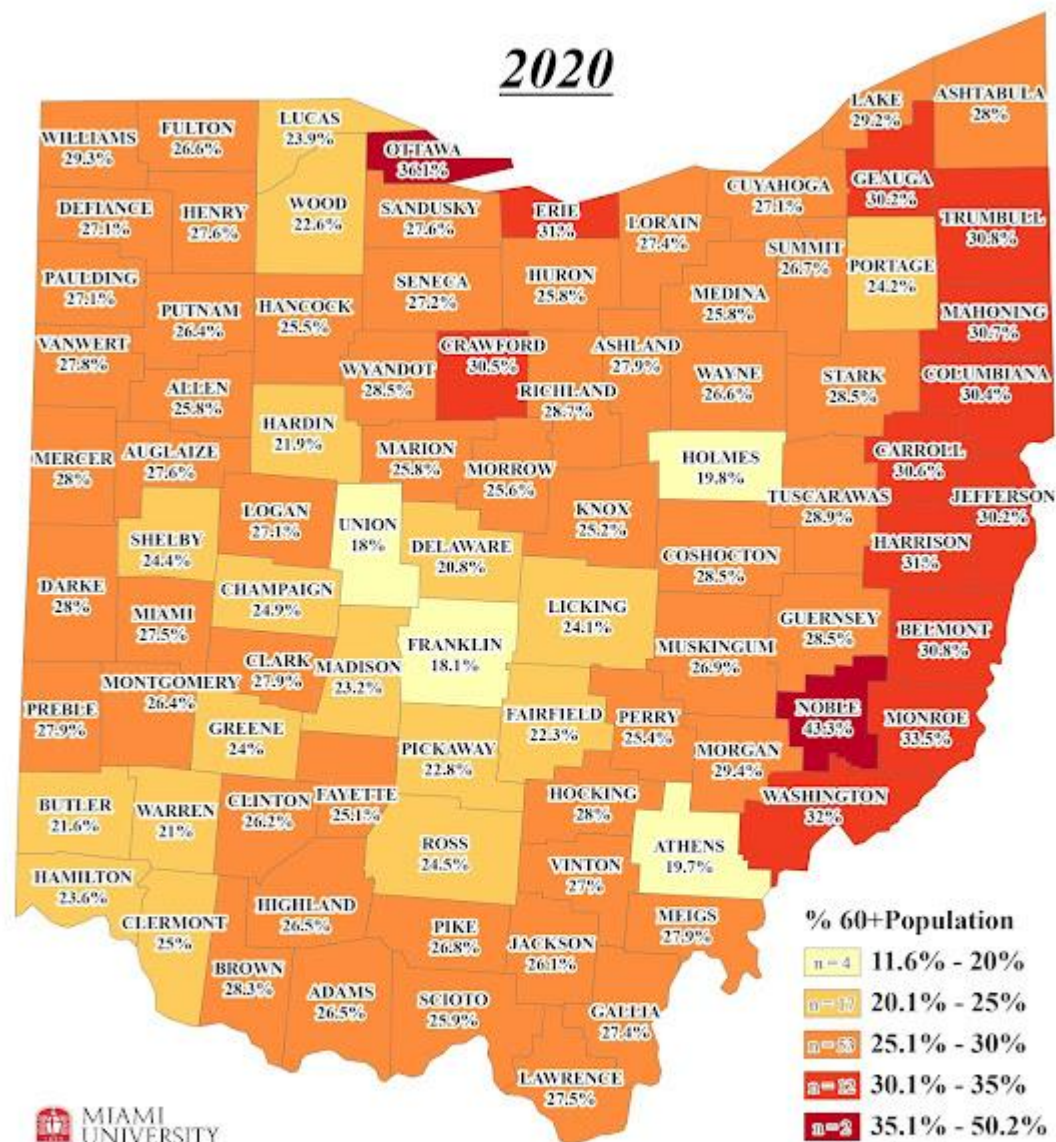 2020
LAKE
29.2%
ASHTABULA
28%
WILLIAMS
29.3%
FULTON
26.6%
LUCAS
23.9%
OTTAWA
36.1%
GEAUGA
30.2%
CUYAHOGA
27.1%
DEFIANCE
27.1%
HENRY
27.6%
WOOD
22.6%
SANDUSKY
27.6%
ERIE
31%
LORAIN
27.4%
TRUMBULL
30.8%
SUMMIT
26.7%
PORTAGE
24.2%
PAULDING
27.1%
PUTNAM
26.4%
HANCOCK
25.5%
SENECA
27.2%
HURON
25.8%
MEDINA
25.8%
MAHONING
30.7%
VANWERT
27.8%
ALLEN
25.8%
WYANDOT
28.5%
CRAWFORD
30.5%
RICHLAND
28.7%
ASHLAND
27.9%
WAYNE
26.6%
STARK
28.5%
COLUMBIANA
30.4%
HARDIN
21.9%
MERCER
28%
AUGLAIZE
27.6%
MARION
25.8%
MORROW
25.6%
HOLMES
19.8%
CARROLL
30.6%
LOGAN
27.1%
UNION
18%
KNOX
25.2%
TUSCARAWAS
28.9%
JEFFERSON
30.2%
SHELBY
24.4%
DELAWARE
20.8%
COSHOCTON
28.5%
HARRISON
31%
DARKE
28%
MIAMI
27.5%
CHAMPAIGN
24.9%
LICKING
24.1%
GUERNSEY
28.5%
BELMONT
30.8%
CLARK
27.9%
MADISON
23.2%
FRANKLIN
18.1%
MUSKINGUM
26.9%
PREBLE
27.9%
MONTGOMERY
26.4%
GREENE
24%
PICKAWAY
22.8%
FAIRFIELD
22.3%
PERRY
25.4%
MORGAN
29.4%
NOBLE
43.3%
MONROE
33.5%
BUTLER
21.6%
WARREN
21%
CLINTON
26.2%
FAYETTE
25.1%
ROSS
24.5%
HOCKING
28%
ATHENS
19.7%
WASHINGTON
32%
HAMILTON
23.6%
CLERMONT
25%
HIGHLAND
26.5%
VINTON
27%
PIKE
26.8%
JACKSON
26.1%
MEIGS
27.9%
BROWN
28.3%
ADAMS
26.5%
SCIOTO
25.9%
GALLIA
27.4%
LAWRENCE
27.5%
% 60+Population
n = 4 11.6% - 20%
n = 17 20.1% - 25%
n = 53 25.1% - 30%
n = 12 30.1% - 35%
n = 2 35.1% - 50.2%
MIAMI
UNIVERSITY